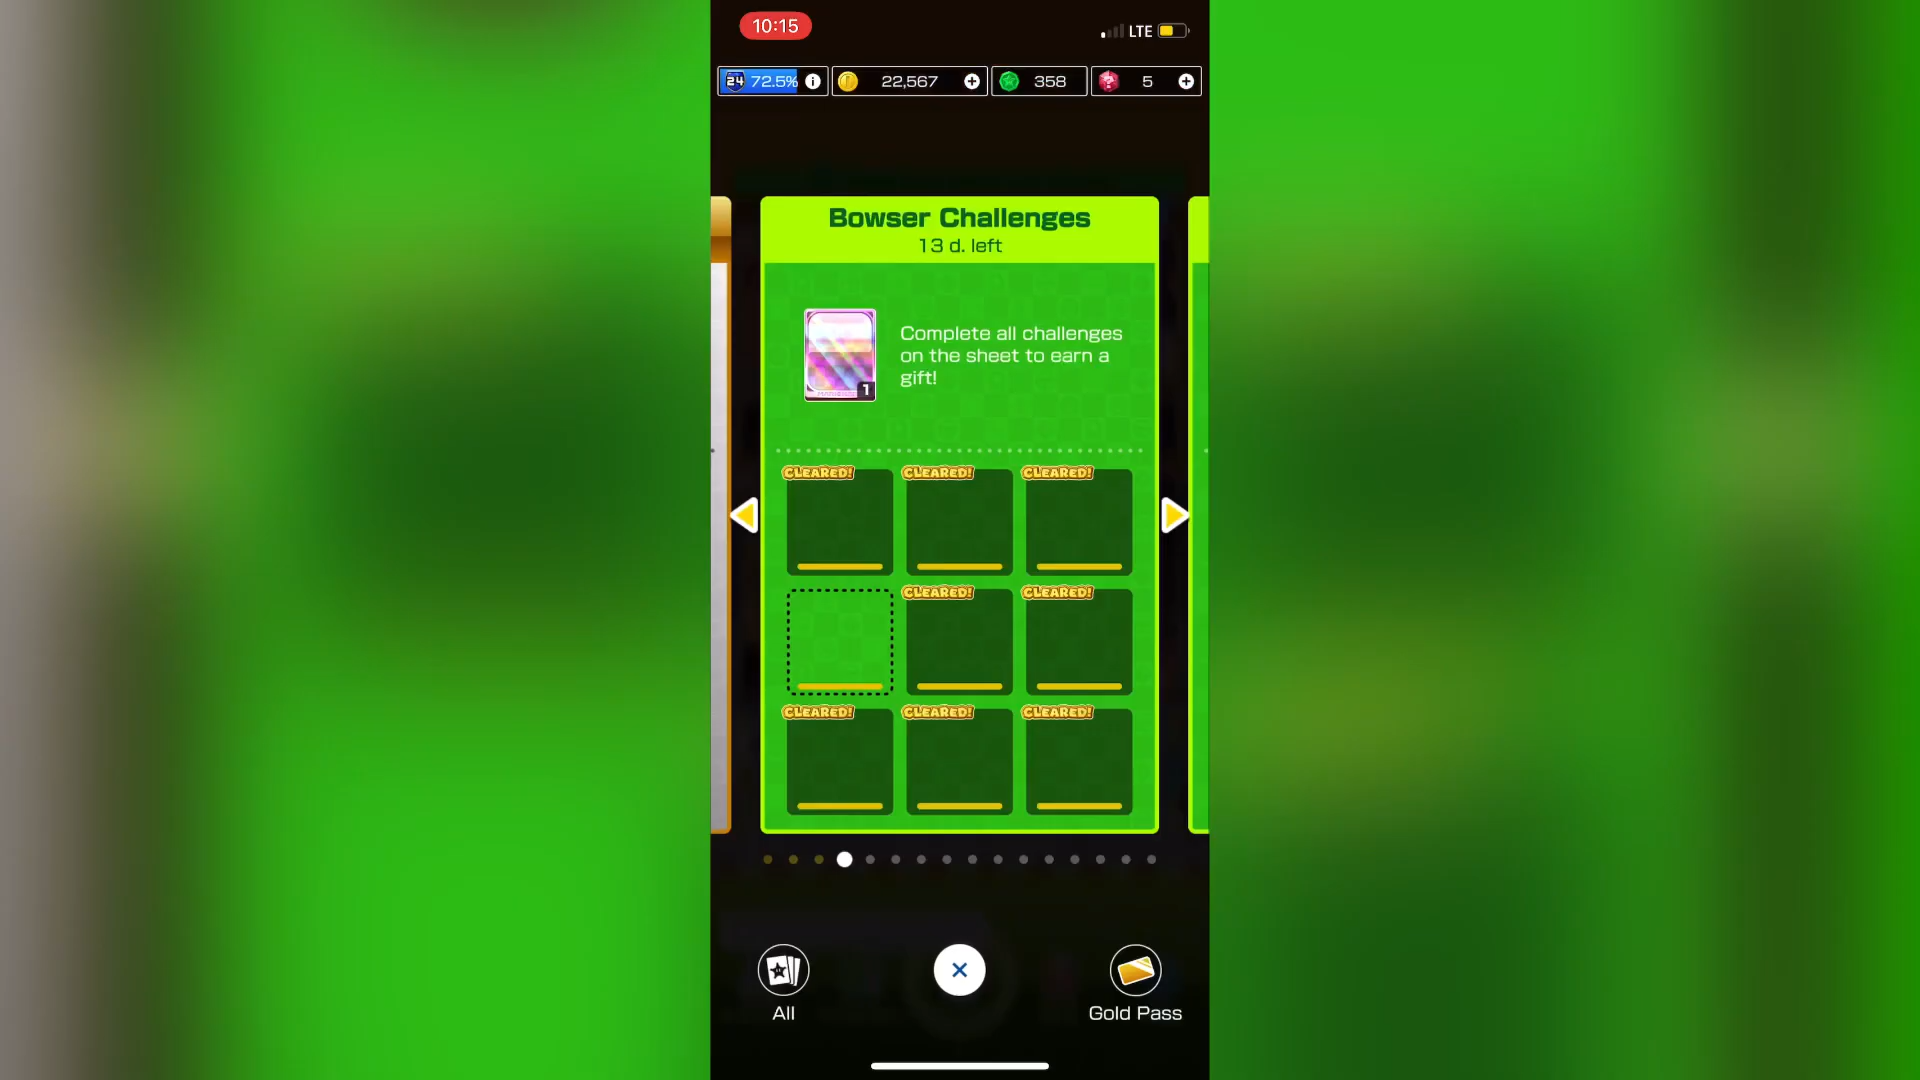 10:15
LTE
24 72.5% i
22,567
358
5
Bowser Challenges
13 d. left
Complete all challenges
on the sheet to earn a
gift!
1
CLEARED! CLEARED! CLEARED!
CLEARED! CLEARED!
CLEARED! CLEARED! CLEARED!
All
Gold Pass